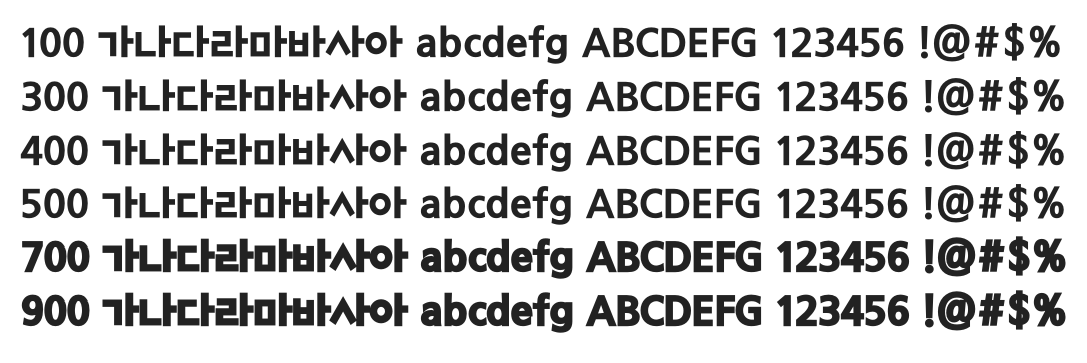 100 가나다라마바사아 abcdefg ABCDEFG 123456 !@#$%
300 가나다라마바사아 abcdefg ABCDEFG 123456 !@#$%
400 가나다라마바사아 abcdefg ABCDEFG 123456 !@#$%
500 가나다라마바사아 abcdefg ABCDEFG 123456 !@#$%
700 가나다라마바사아 abcdefg ABCDEFG 123456 !@#$%
900 가나다라마바사아 abcdefg ABCDEFG 123456 !@#$%